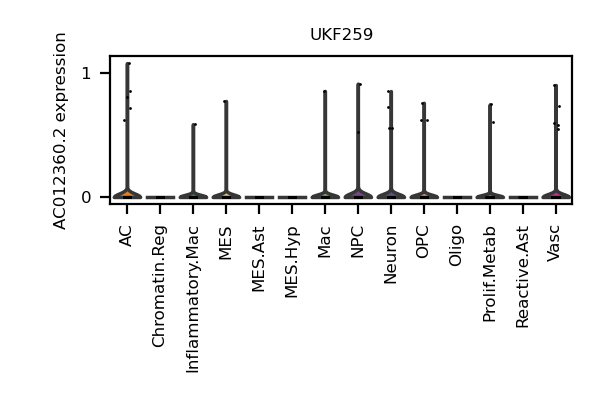 UKF259
AC012360.2 expression
1
0
AC
Chromatin.Reg
Inflammatory.Mac
MES
MES.Ast
MES.Hyp
Mac
NPC
Neuron
OPC
Oligo
Prolif.Metab
Reactive.Ast
Vasc